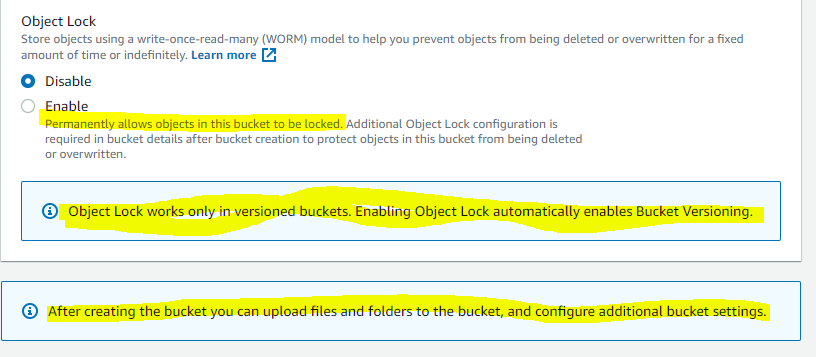 Object Lock
Store objects using a write-once-read-many (WORM) model to help you prevent objects from being deleted or overwritten for a fixed
amount of time or indefinitely. Learn more
Disable
Enable
Permanently allows objects in this bucket to be locked. Additional Object Lock configuration is
required in bucket details after bucket creation to protect objects in this bucket from being deleted
or overwritten.
Object Lock works only in versioned buckets. Enabling Object Lock automatically enables Bucket Versioning.
After creating the bucket you can upload files and folders to the bucket, and configure additional bucket settings.